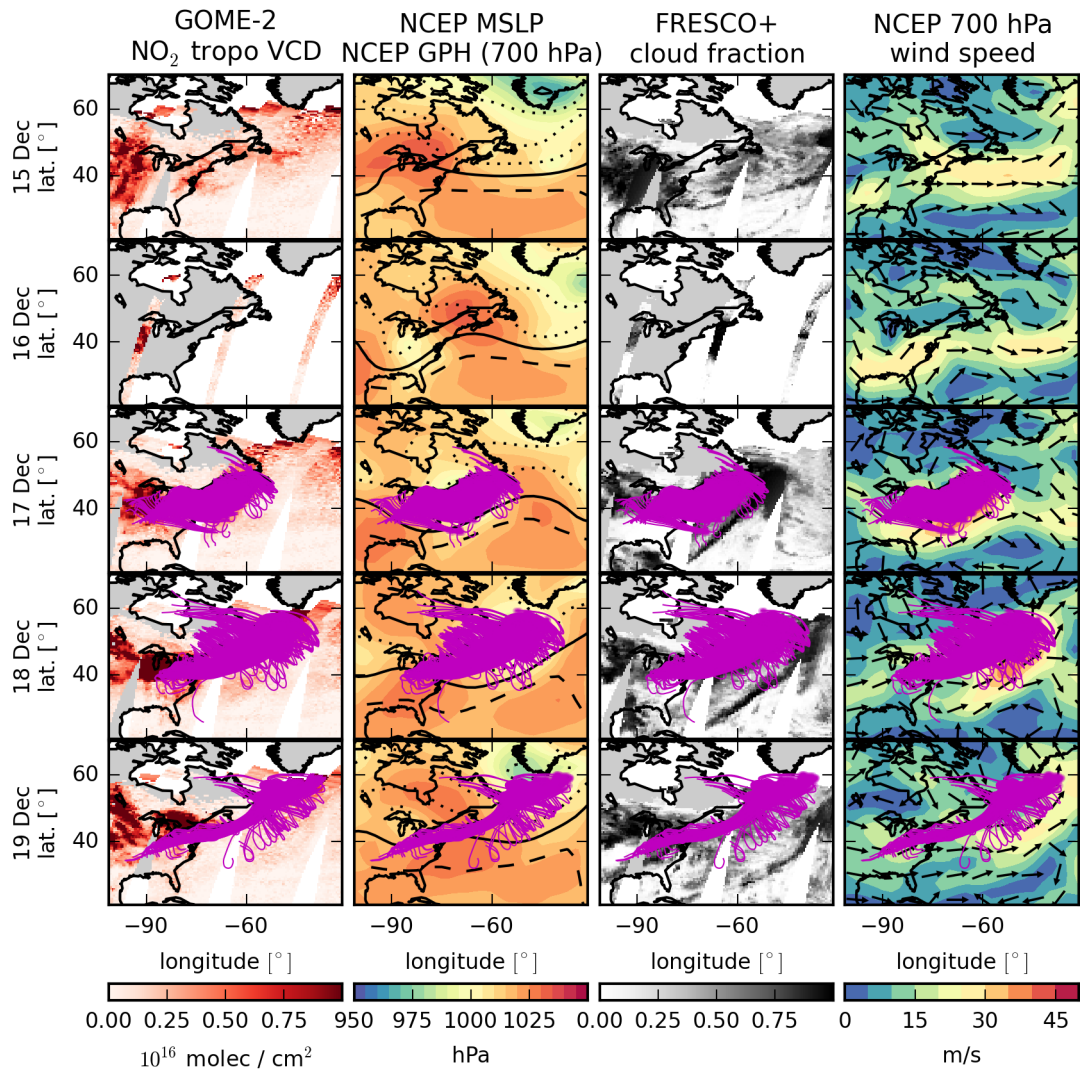 GOME-2
NO₂ tropo VCD
NCEP MSLP
NCEP GPH (700 hPa)
FRESCO+
cloud fraction
NCEP 700 hPa
wind speed
15 Dec
lat. [°]
60
40
16 Dec
lat. [°]
60
40
17 Dec
lat. [°]
60
40
18 Dec
lat. [°]
60
40
19 Dec
lat. [°]
60
40
−90 −60
−90 −60
−90 −60
−90 −60
longitude [°]
longitude [°]
longitude [°]
longitude [°]
0.00 0.25 0.50 0.75
950 975 1000 1025
0.00 0.25 0.50 0.75
0 15 30 45
10¹⁶ molec / cm²
hPa
m/s